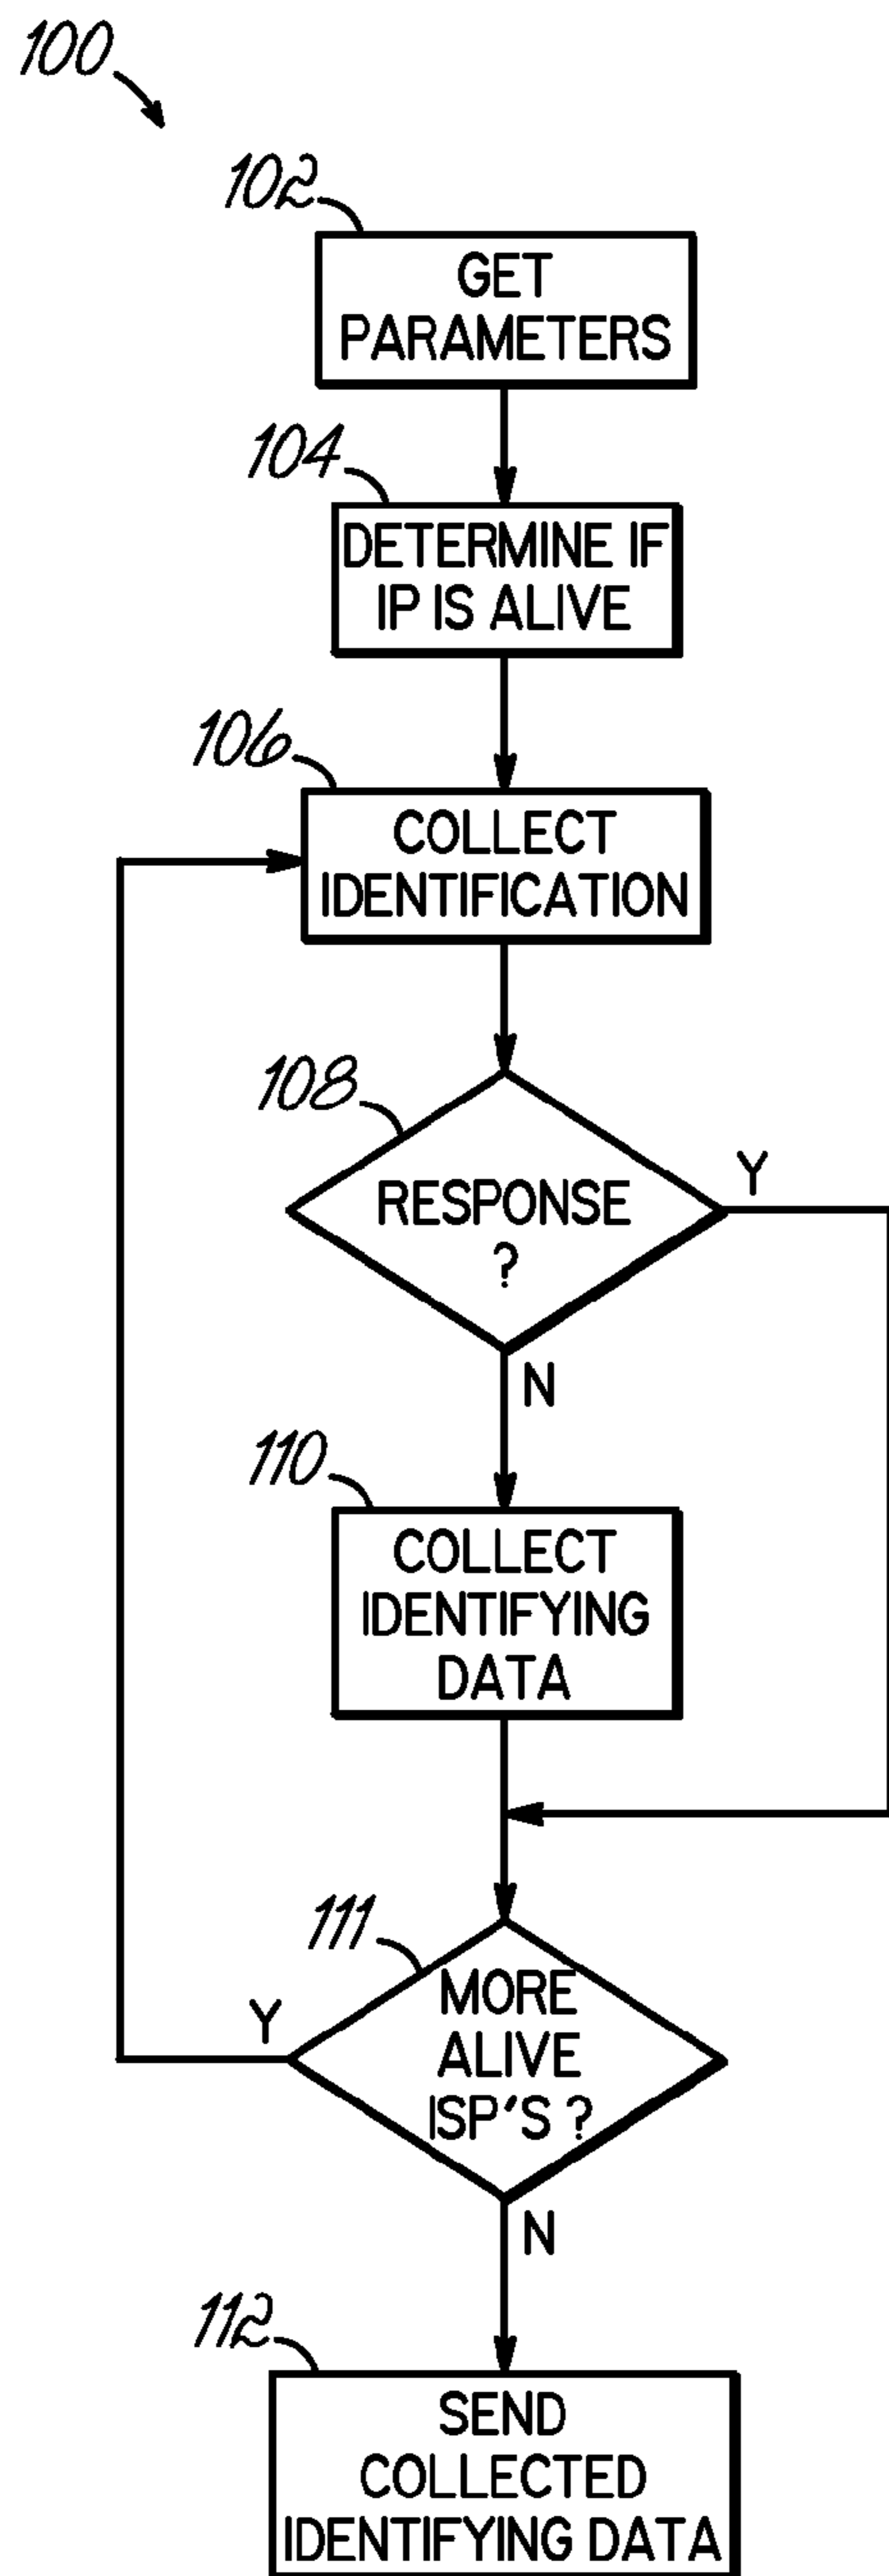 100
102
GET
PARAMETERS
104
DETERMINE IF
IP IS ALIVE
106
COLLECT
IDENTIFICATION
108
RESPONSE
?
Y
N
110
COLLECT
IDENTIFYING
DATA
111
MORE
ALIVE
ISP'S ?
Y
N
112
SEND
COLLECTED
IDENTIFYING DATA